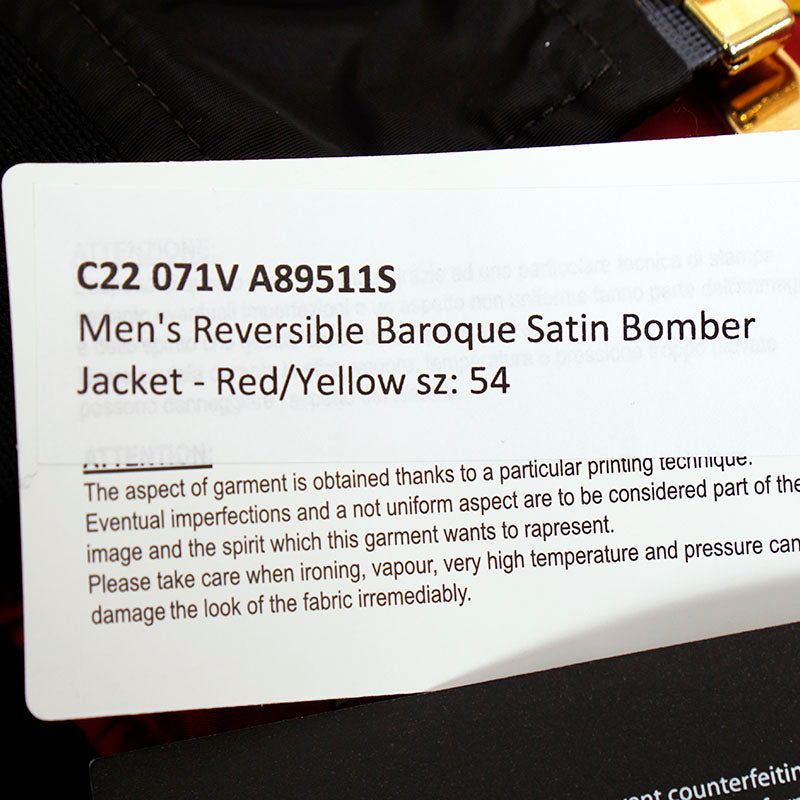 ATTENZIONE:
C22 071V A89511S
Men's Reversible Baroque Satin Bomber
Jacket - Red/Yellow sz: 54
ATTENTION:
The aspect of garment is obtained thanks to a particular printing technique.
Eventual imperfections and a not uniform aspect are to be considered part of the
image and the spirit which this garment wants to rapresent.
Please take care when ironing, vapour, very high temperature and pressure can
damage the look of the fabric irremediably.
counterfeitin